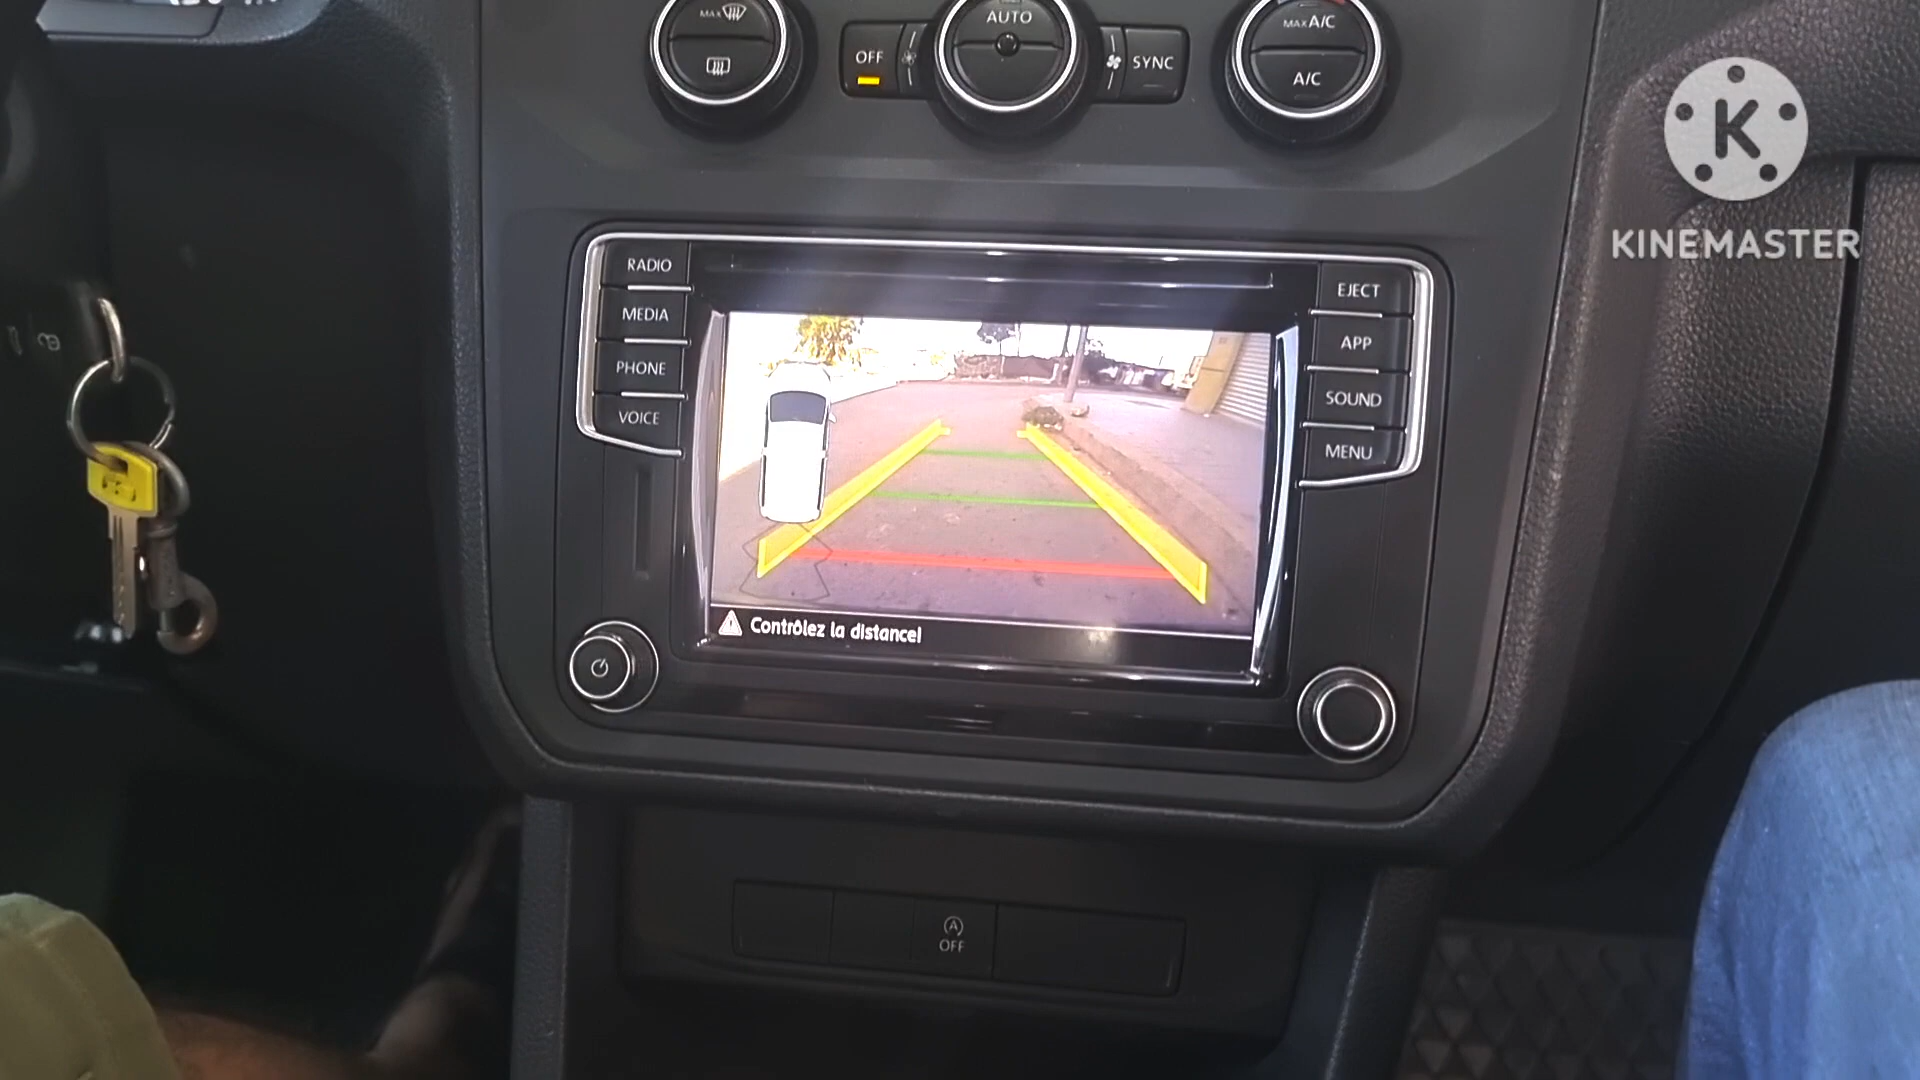 MAX
AUTO
MAX A/C
OFF
SYNC
A/C
K
KINEMASTER
RADIO
MEDIA
PHONE
VOICE
EJECT
APP
SOUND
MENU
Contrôlez la distance!
A
OFF